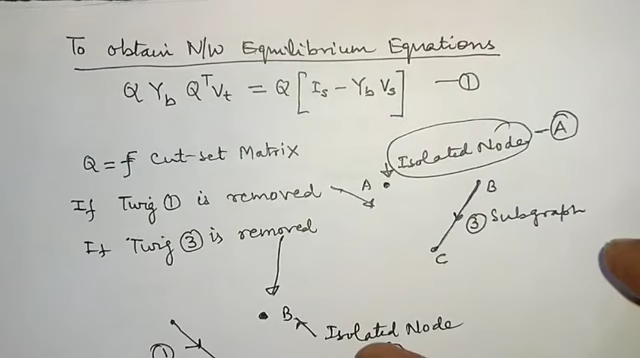 To obtain N/W Equilibrium Equations
Q Y_b Q^T V_t = Q [I_s - Y_b V_s] — ①
Q = f Cut-set Matrix
Isolated Node - Ⓐ
If Twig ① is removed
A
B
③ Subgraph
C
If Twig ③ is removed
B
Isolated Node
①